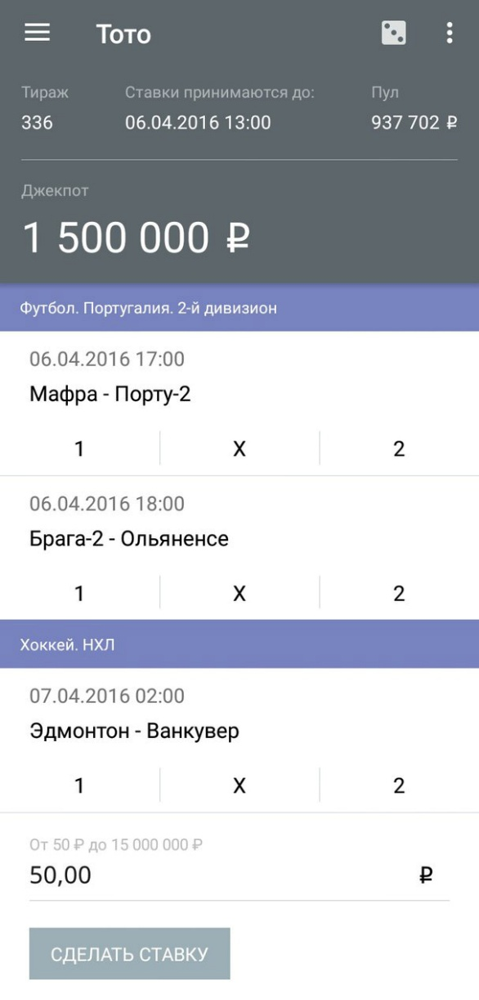 Тото
Тираж Ставки принимаются до: Пул
336 06.04.2016 13:00 937 702 ₽
Джекпот
1 500 000 ₽
Футбол. Португалия. 2-й дивизион
06.04.2016 17:00
Мафра - Порту-2
1 X 2
06.04.2016 18:00
Брага-2 - Ольяненсе
1 X 2
Хоккей. НХЛ
07.04.2016 02:00
Эдмонтон - Ванкувер
1 X 2
От 50 ₽ до 15 000 000 ₽
50,00 ₽
СДЕЛАТЬ СТАВКУ